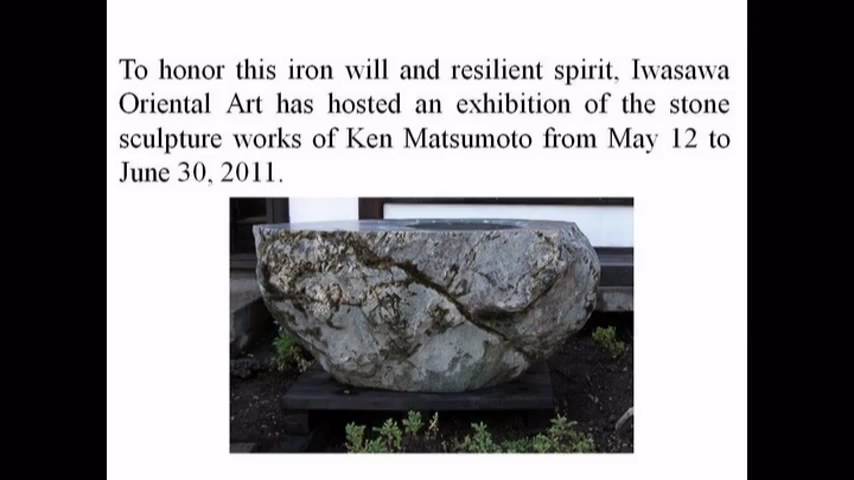 To honor this iron will and resilient spirit, Iwasawa
Oriental Art has hosted an exhibition of the stone
sculpture works of Ken Matsumoto from May 12 to
June 30, 2011.